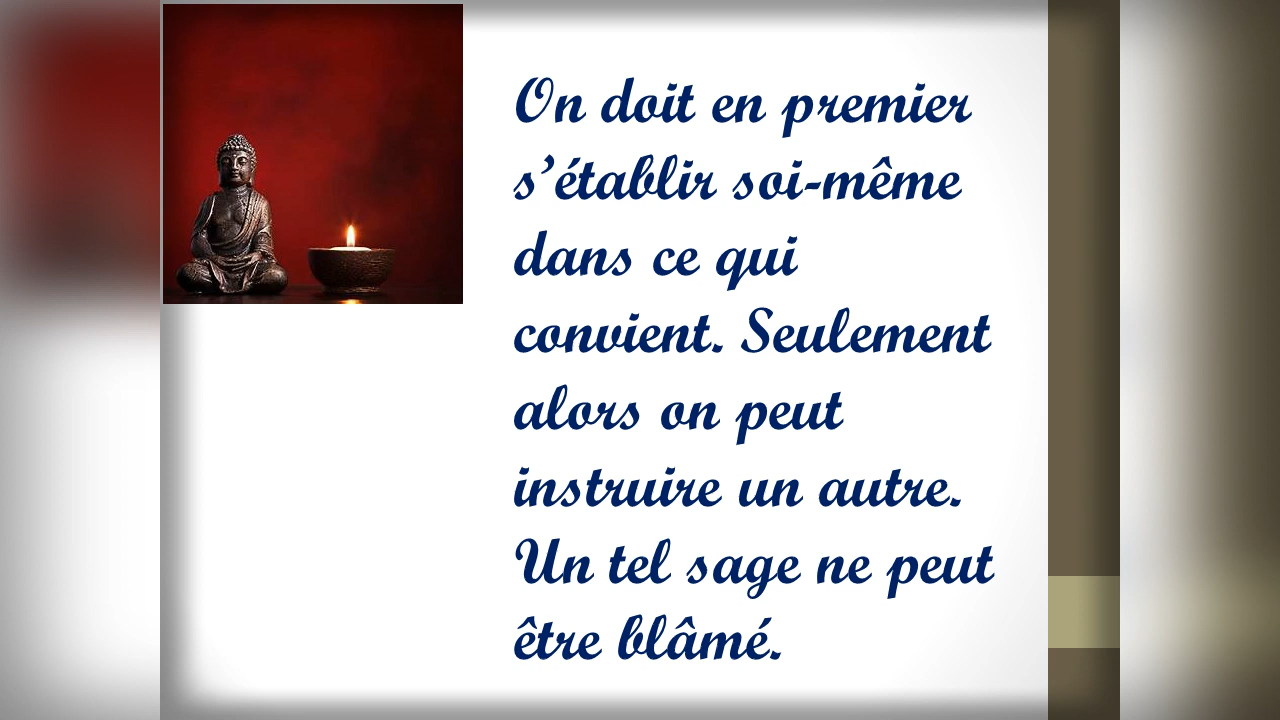 On doit en premier
s’établir soi-même
dans ce qui
convient. Seulement
alors on peut
instruire un autre.
Un tel sage ne peut
être blâmé.